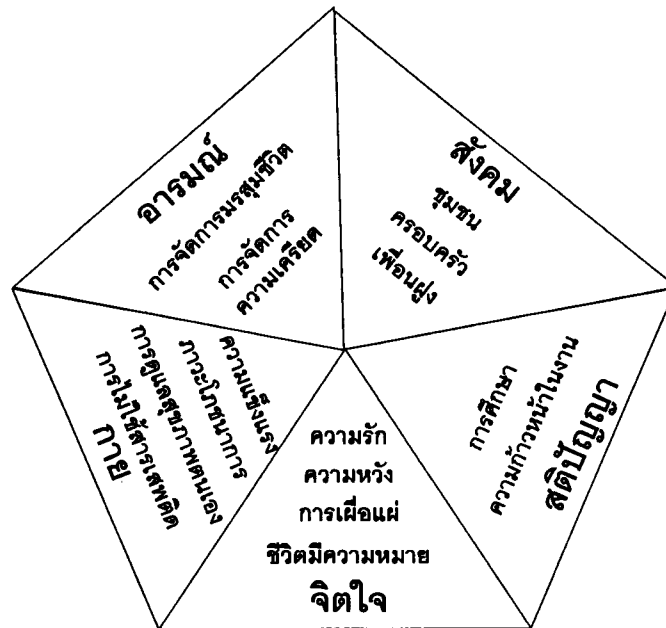 อารมณ์
การจัดการมรสุมชีวิต
การจัดการ
ความเครียด
สังคม
ชุมชน
ครอบครัว
เพื่อนฝูง
ความแข็งแรง
ภาวะโภชนาการ
การดูแลสุขภาพตนเอง
การไม่ใช้สารเสพติด
กาย
ความรัก
ความหวัง
การเผื่อแผ่
ชีวิตมีความหมาย
จิตใจ
การศึกษา
ความก้าวหน้าในงาน
สติปัญญา